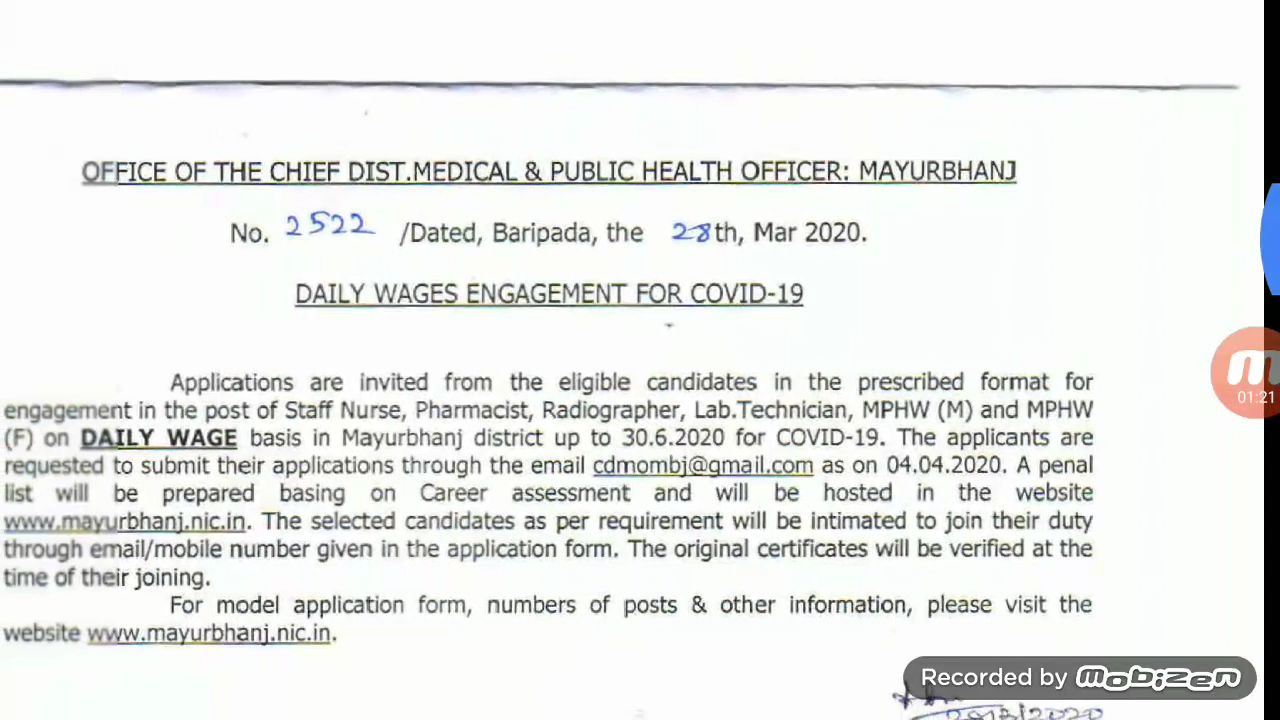 OFFICE OF THE CHIEF DIST.MEDICAL & PUBLIC HEALTH OFFICER: MAYURBHANJ
No. 2522 /Dated, Baripada, the 28th, Mar 2020.
DAILY WAGES ENGAGEMENT FOR COVID-19
Applications are invited from the eligible candidates in the prescribed format for
engagement in the post of Staff Nurse, Pharmacist, Radiographer, Lab.Technician, MPHW (M) and MPHW
(F) on DAILY WAGE basis in Mayurbhanj district up to 30.6.2020 for COVID-19. The applicants are
requested to submit their applications through the email cdmombj@gmail.com as on 04.04.2020. A penal
list will be prepared basing on Career assessment and will be hosted in the website
www.mayurbhanj.nic.in. The selected candidates as per requirement will be intimated to join their duty
through email/mobile number given in the application form. The original certificates will be verified at the
time of their joining.
For model application form, numbers of posts & other information, please visit the
website www.mayurbhanj.nic.in.
01:21
Recorded by mobizen